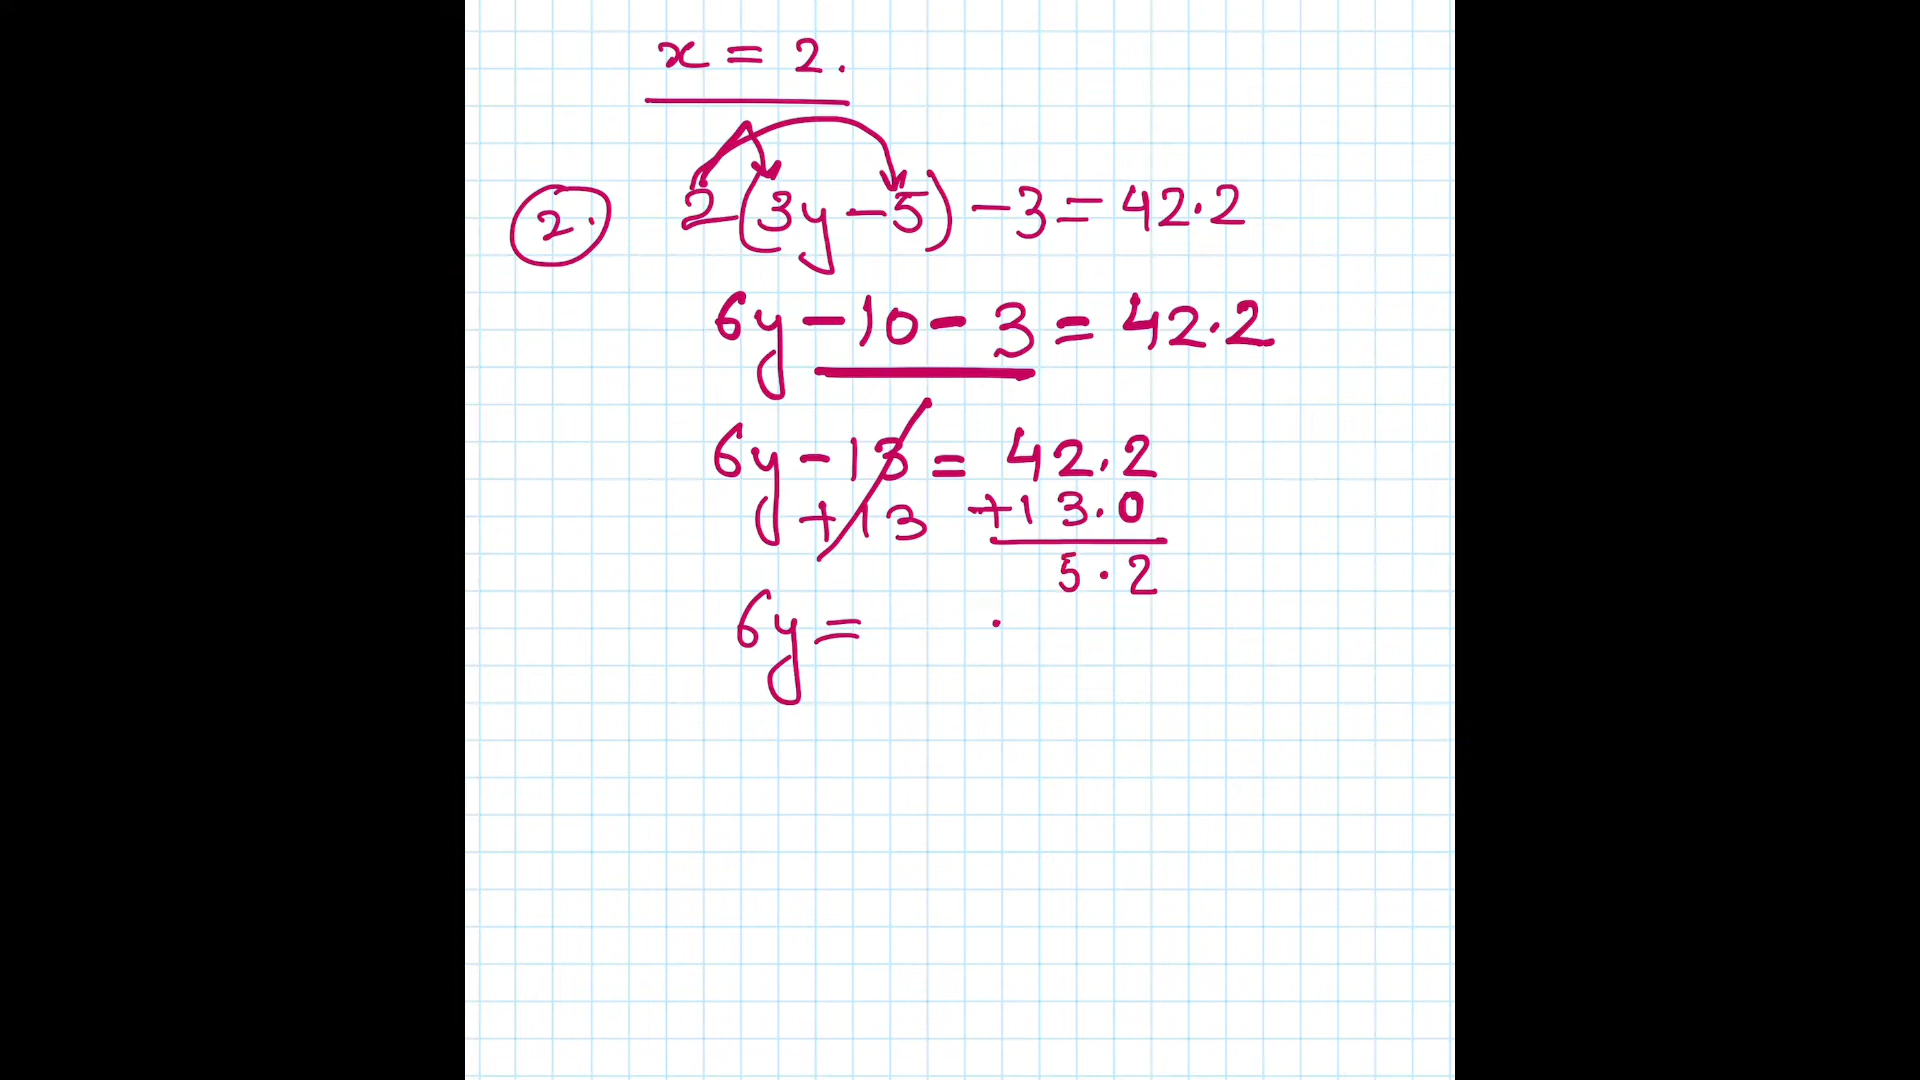 x = 2.
2. 2(3y-5) -3 = 42.2
6y -10 - 3 = 42.2
6y - 13 = 42.2
+13 +13.0
5.2
6y = .